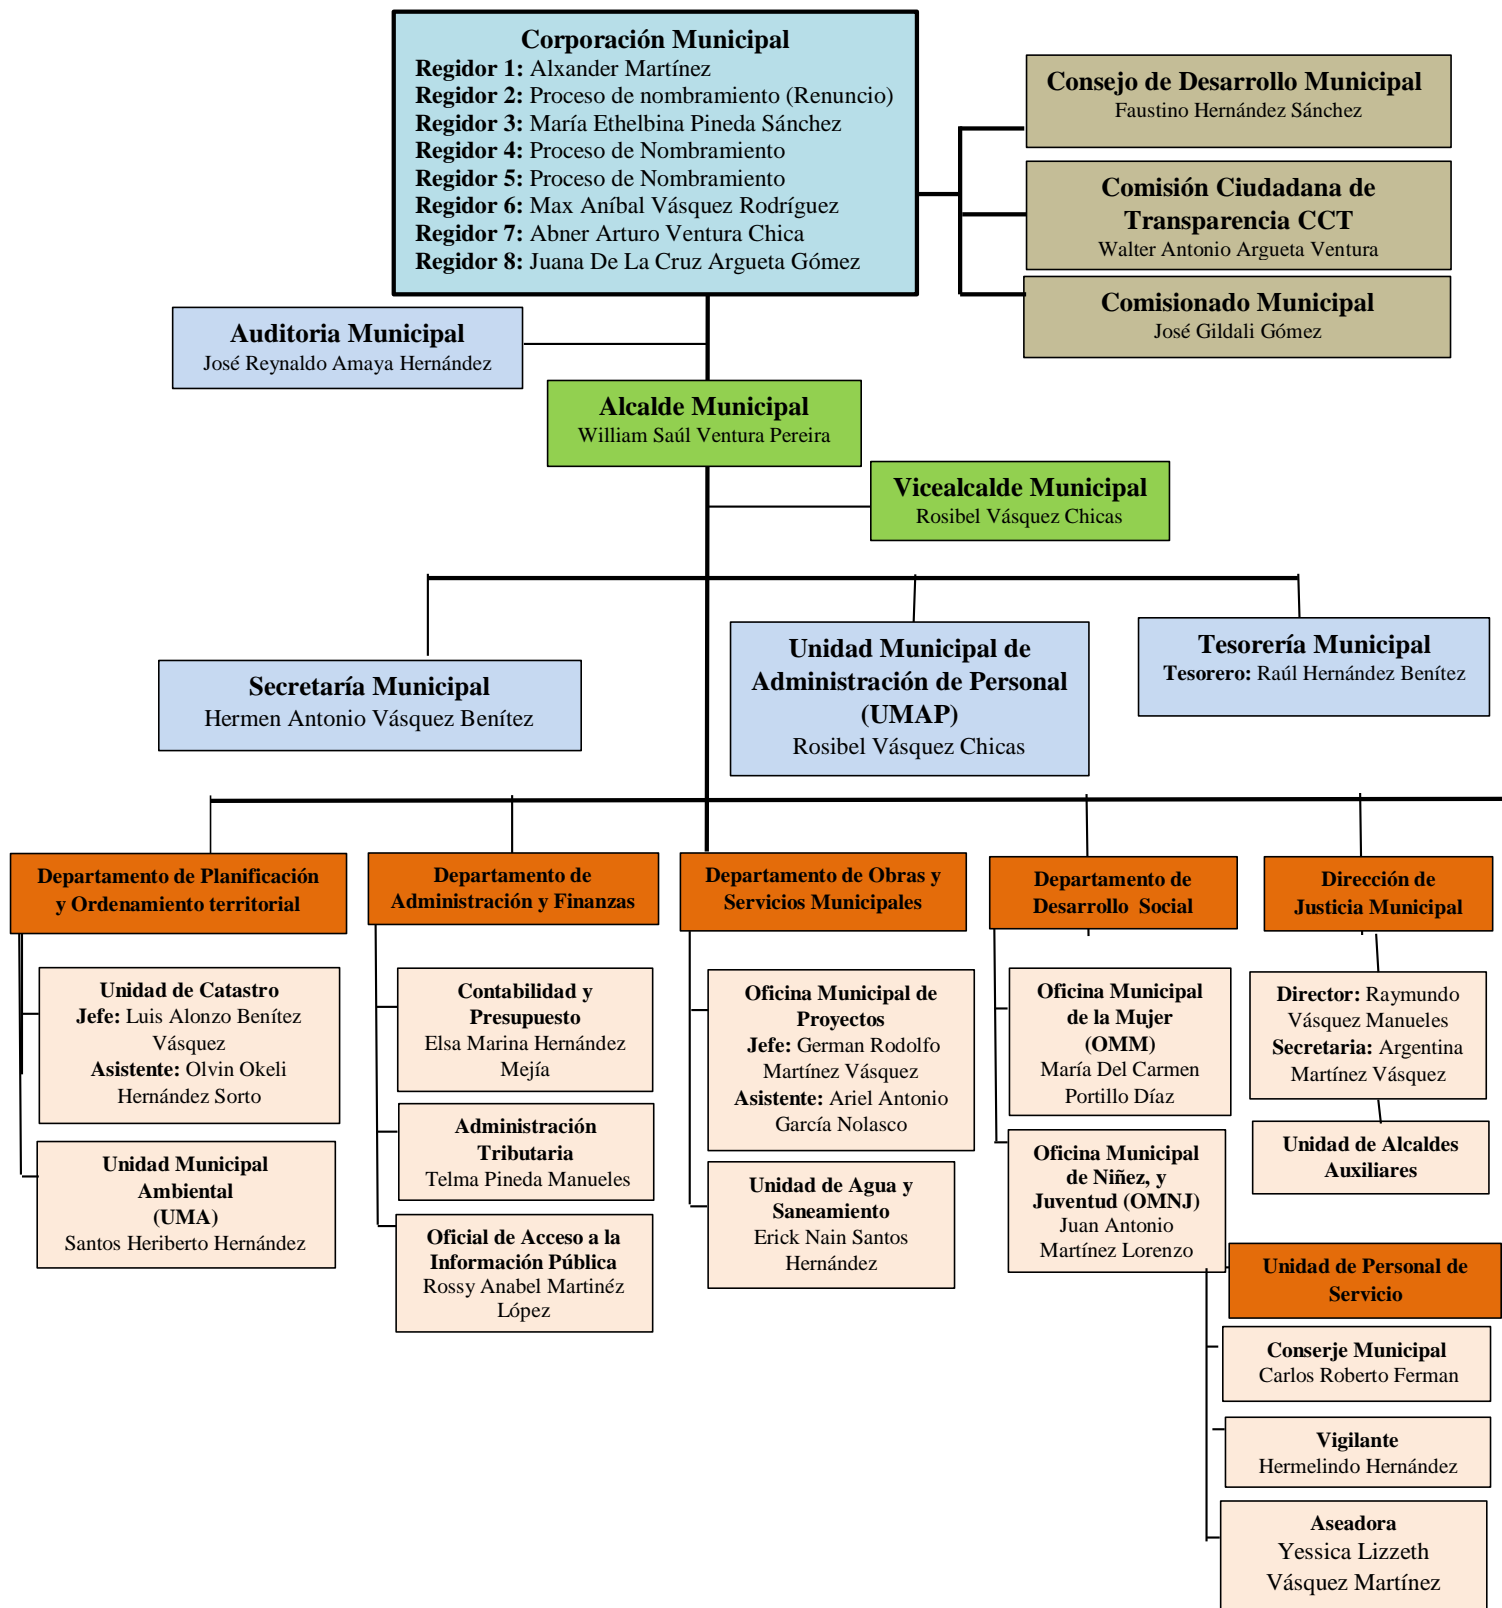 Corporación Municipal
Regidor 1: Alxander Martínez
Regidor 2: Proceso de nombramiento (Renuncio)
Regidor 3: María Ethelbina Pineda Sánchez
Regidor 4: Proceso de Nombramiento
Regidor 5: Proceso de Nombramiento
Regidor 6: Max Aníbal Vásquez Rodríguez
Regidor 7: Abner Arturo Ventura Chica
Regidor 8: Juana De La Cruz Argueta Gómez
Consejo de Desarrollo Municipal
Faustino Hernández Sánchez
Comisión Ciudadana de
Transparencia CCT
Walter Antonio Argueta Ventura
Comisionado Municipal
José Gildali Gómez
Auditoria Municipal
José Reynaldo Amaya Hernández
Alcalde Municipal
William Saúl Ventura Pereira
Vicealcalde Municipal
Rosibel Vásquez Chicas
Secretaría Municipal
Hermen Antonio Vásquez Benítez
Unidad Municipal de
Administración de Personal
(UMAP)
Rosibel Vásquez Chicas
Tesorería Municipal
Tesorero: Raúl Hernández Benítez
Departamento de Planificación
y Ordenamiento territorial
Unidad de Catastro
Jefe: Luis Alonzo Benítez
Vásquez
Asistente: Olvin Okeli
Hernández Sorto
Unidad Municipal
Ambiental
(UMA)
Santos Heriberto Hernández
Departamento de
Administración y Finanzas
Contabilidad y
Presupuesto
Elsa Marina Hernández
Mejía
Administración
Tributaria
Telma Pineda Manueles
Oficial de Acceso a la
Información Pública
Rossy Anabel Martinéz
López
Departamento de Obras y
Servicios Municipales
Oficina Municipal de
Proyectos
Jefe: German Rodolfo
Martínez Vásquez
Asistente: Ariel Antonio
García Nolasco
Unidad de Agua y
Saneamiento
Erick Nain Santos
Hernández
Departamento de
Desarrollo Social
Oficina Municipal
de la Mujer
(OMM)
María Del Carmen
Portillo Díaz
Oficina Municipal
de Niñez, y
Juventud (OMNJ)
Juan Antonio
Martínez Lorenzo
Dirección de
Justicia Municipal
Director: Raymundo
Vásquez Manueles
Secretaria: Argentina
Martínez Vásquez
Unidad de Alcaldes
Auxiliares
Unidad de Personal de
Servicio
Conserje Municipal
Carlos Roberto Ferman
Vigilante
Hermelindo Hernández
Aseadora
Yessica Lizzeth
Vásquez Martínez